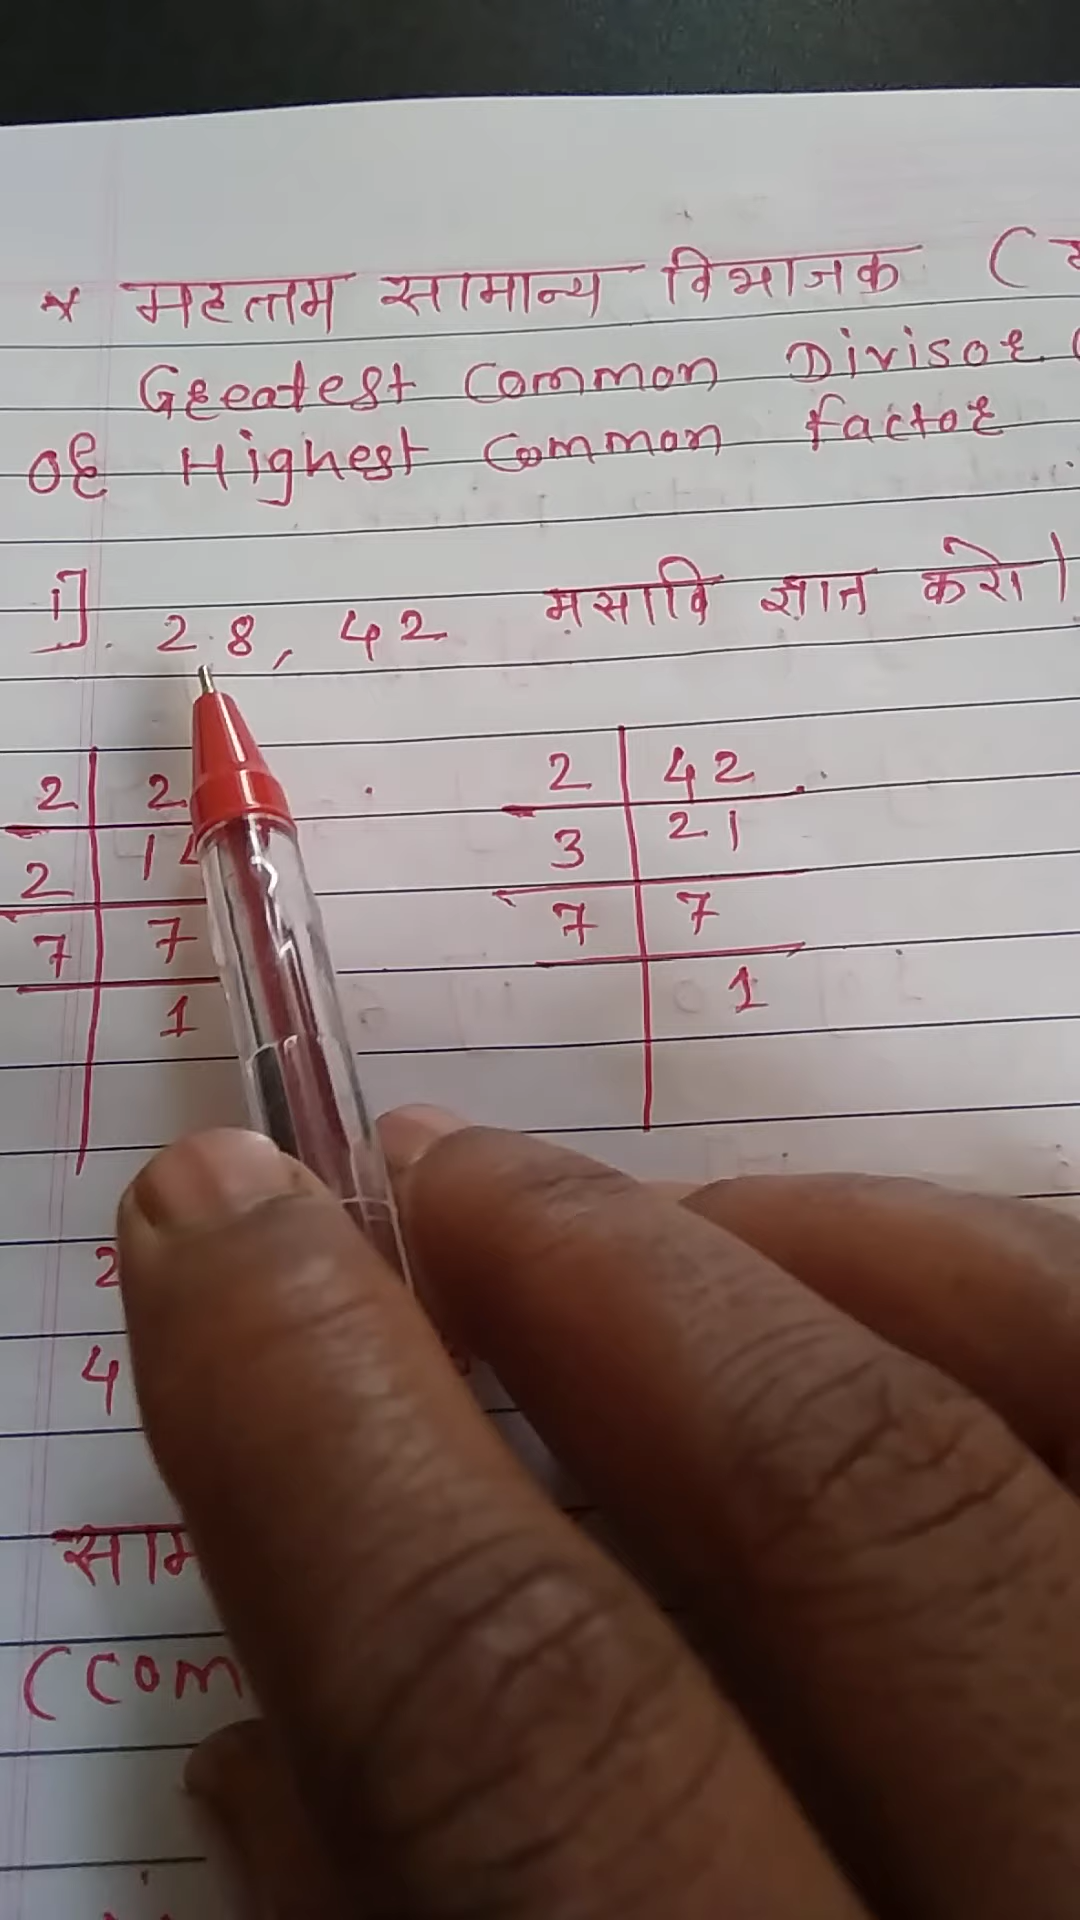 * महत्तम सामान्य विभाजक (
Greatest Common Divisor (
or Highest Common factor
1]. 28, 42 मसावि ज्ञात करो।
2 | 2
2 | 14
7 | 7
1
2 | 42
3 | 21
7 | 7
1
2
4
साम
(com